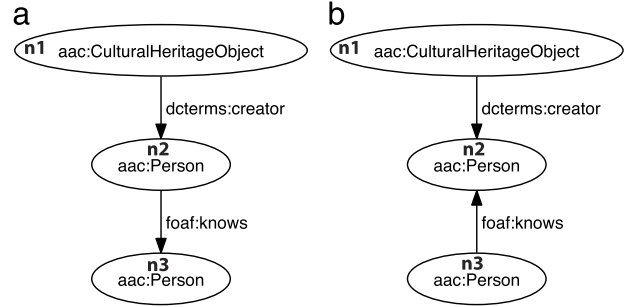 a
n1 aac:CulturalHeritageObject
dcterms:creator
n2
aac:Person
foaf:knows
n3
aac:Person
b
n1 aac:CulturalHeritageObject
dcterms:creator
n2
aac:Person
foaf:knows
n3
aac:Person